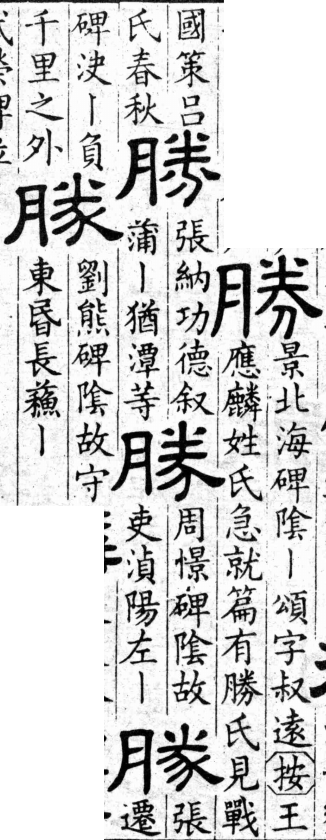 勝
景北海碑陰丨頌字叔遠按王
應麟姓氏急就篇有勝氏見戰
國策呂
氏春秋
勝
張納功德叙
蒲丨猶潭等
勝
周憬碑陰故
吏湞陽左丨
勝
張
遷
碑決丨負
千里之外
勝
劉熊碑陰故守
東昬長蘓丨